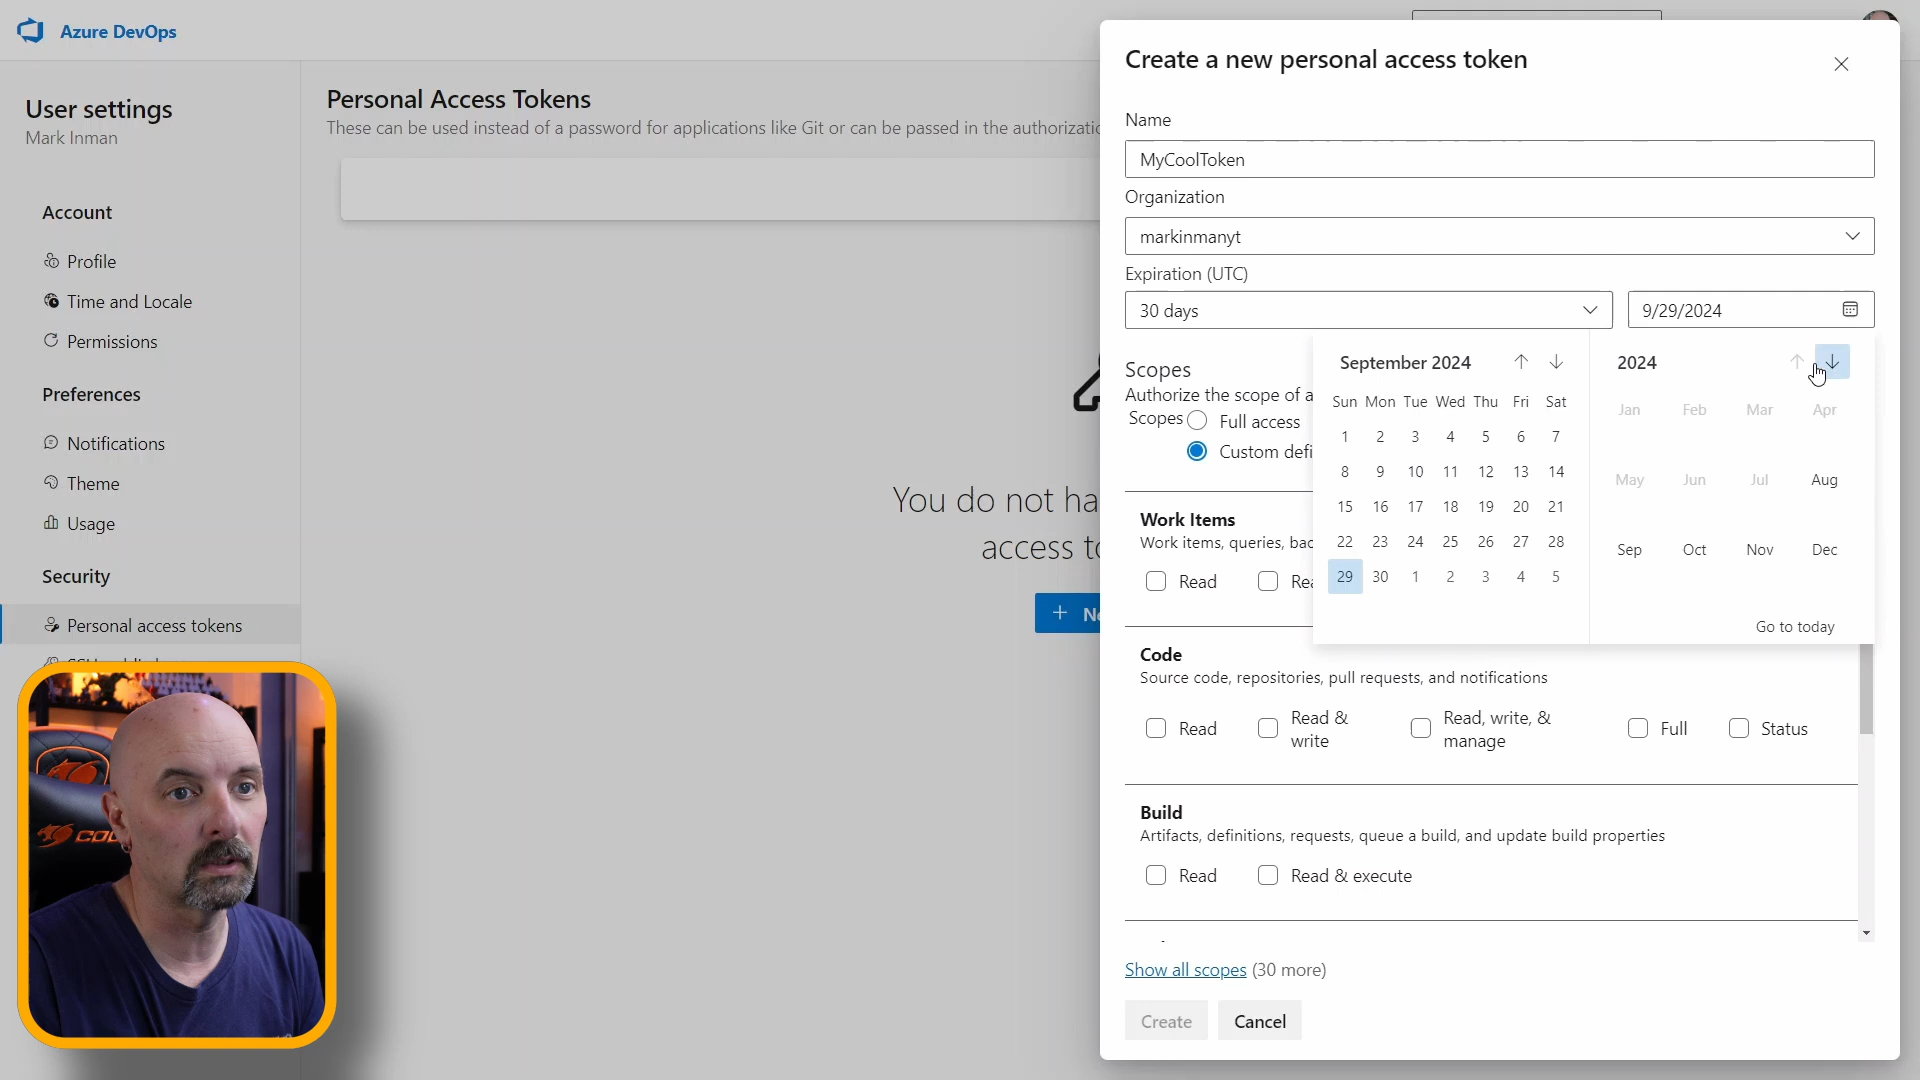 Azure DevOps
User settings
Mark Inman
Account
Profile
Time and Locale
Permissions
Preferences
Notifications
Theme
Usage
Security
Personal access tokens
Personal Access Tokens
These can be used instead of a password for applications like Git or can be passed in the
You do not
access
Create a new personal access token
Name
MyCoolToken
Organization
markinmanyt
Expiration (UTC)
30 days
9/29/2024
September 2024
Sun Mon Tue Wed Thu Fri Sat
1 2 3 4 5 6 7
8 9 10 11 12 13 14
15 16 17 18 19 20 21
22 23 24 25 26 27 28
29 30 1 2 3 4 5
2024
Jan Feb Mar Apr
May Jun Jul Aug
Sep Oct Nov Dec
Go to today
Scopes
Authorize the scope of
Scopes
Full access
Custom
Work Items
Work items, queries,
Read
Code
Source code, repositories, pull requests, and notifications
Read
Read &
write
Read, write, &
manage
Full
Status
Build
Artifacts, definitions, requests, queue a build, and update build properties
Read
Read & execute
Show all scopes (30 more)
Create
Cancel